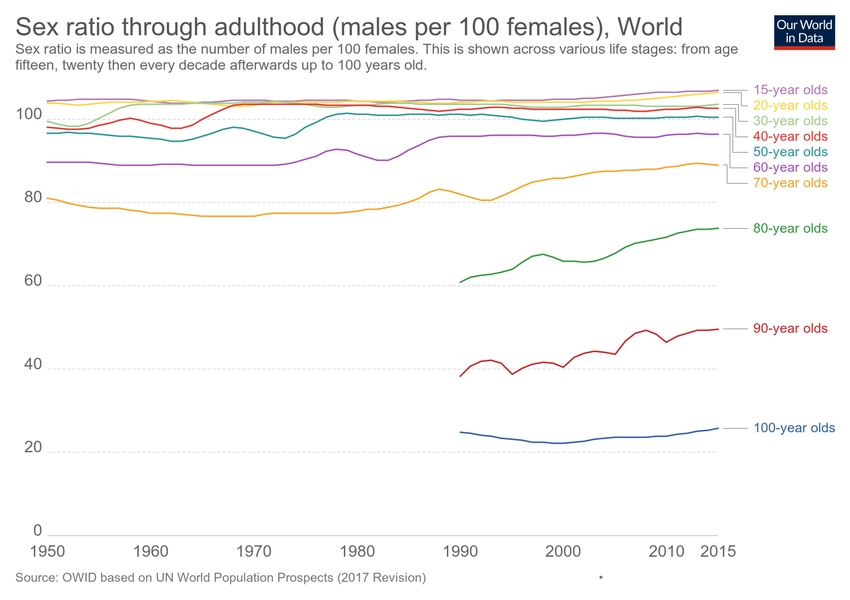 Sex ratio through adulthood (males per 100 females), World
Our World
in Data
Sex ratio is measured as the number of males per 100 females. This is shown across various life stages: from age
fifteen, twenty then every decade afterwards up to 100 years old.
15-year olds
20-year olds
30-year olds
40-year olds
50-year olds
60-year olds
70-year olds
80-year olds
90-year olds
100-year olds
100
80
60
40
20
0
1950 1960 1970 1980 1990 2000 2010 2015
Source: OWID based on UN World Population Prospects (2017 Revision)